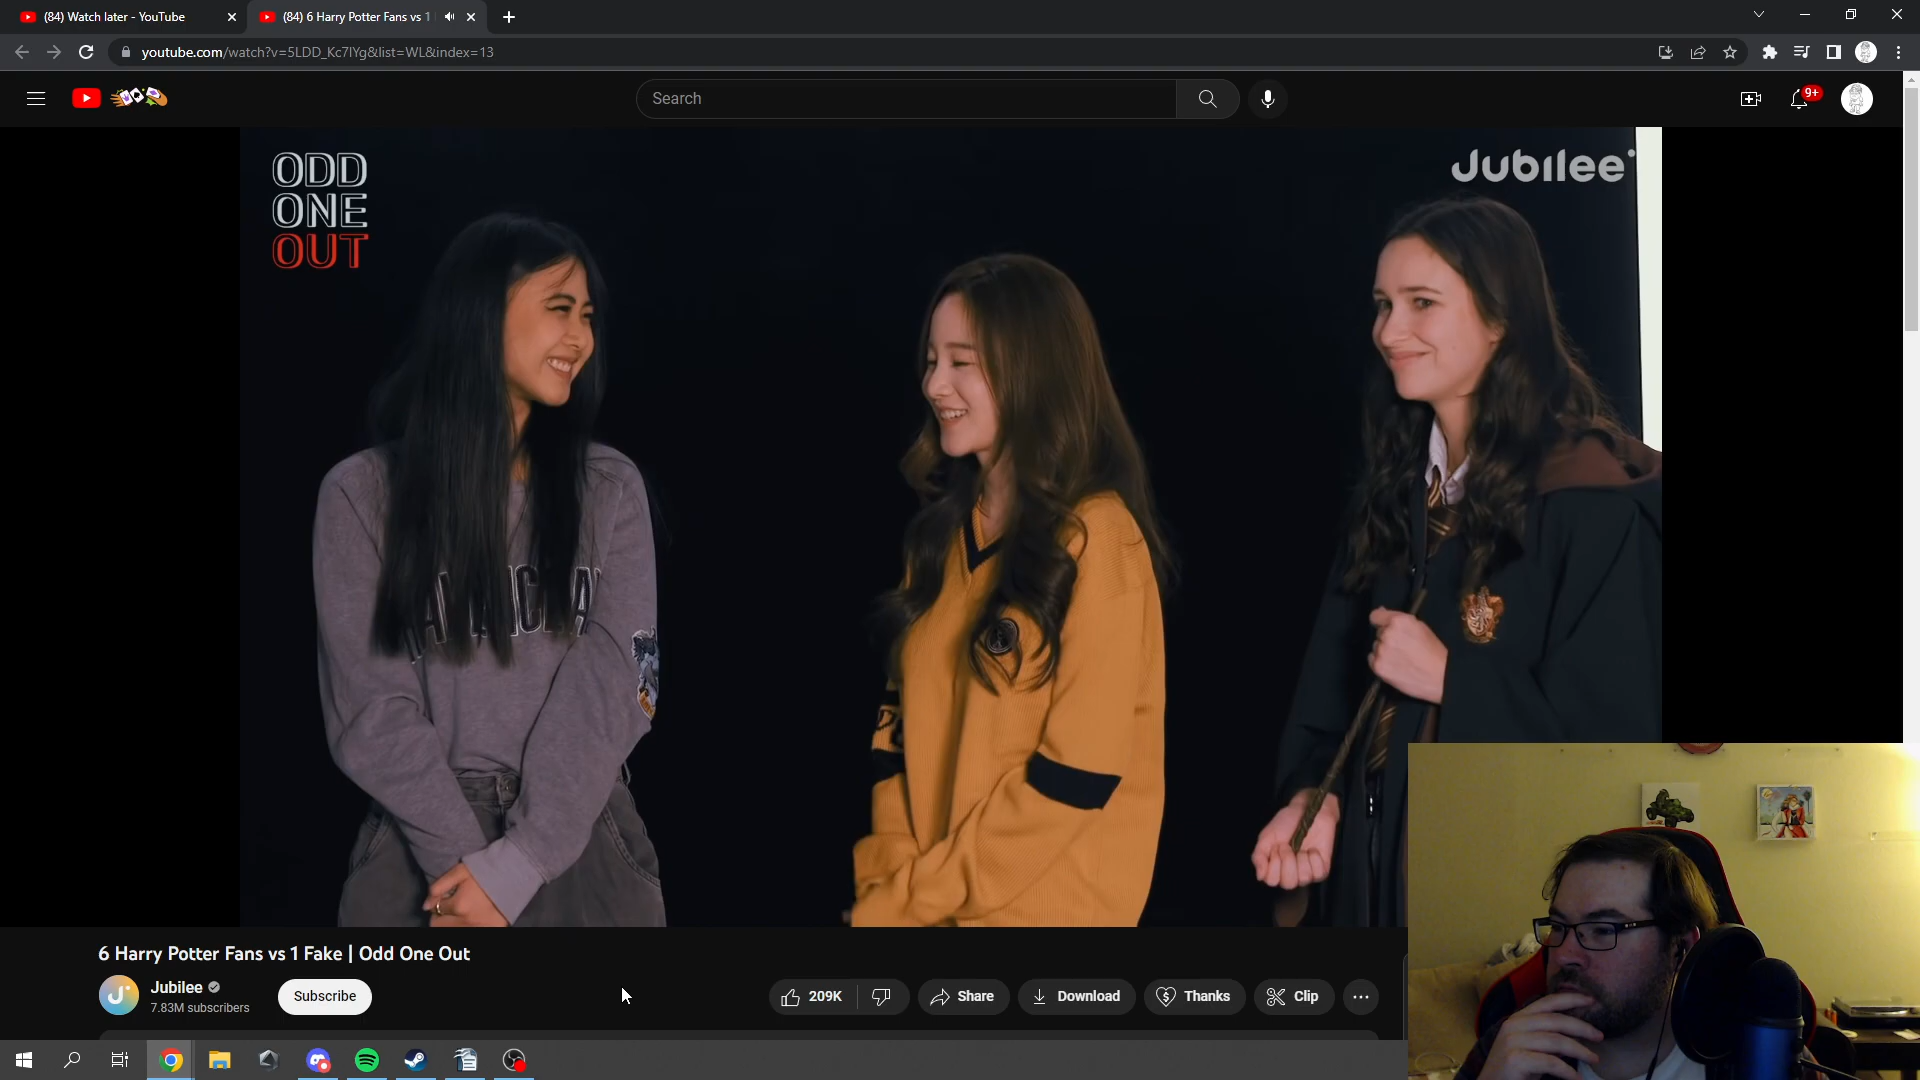 (84) Watch later - YouTube
(84) 6 Harry Potter Fans vs 1
youtube.com/watch?v=5LDD_Kc7lYg&list=WL&index=13
Search
9+
ODD
ONE
OUT
Jubilee
6 Harry Potter Fans vs 1 Fake | Odd One Out
Jubilee
7.83M subscribers
Subscribe
209K
Share
Download
Thanks
Clip